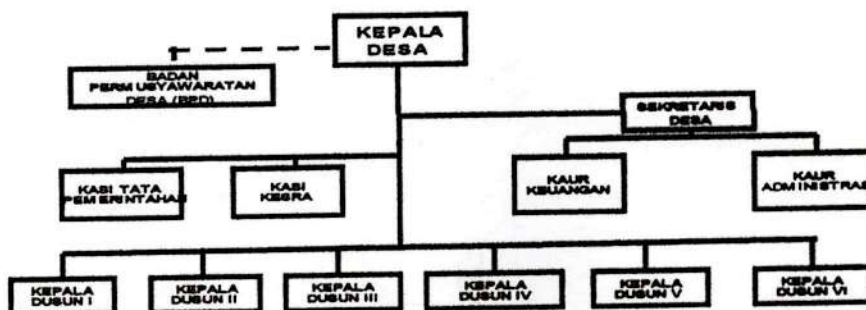 KEPALA
DESA
BADAN
PERMUSYAWARATAN
DESA (BPD)
SEKRETARIS
DESA
KASI TATA
PEMERINTAHAN
KASI
KESRA
KAUR
KEUANGAN
KAUR
ADMINISTRASI
KEPALA
DUSUN I
KEPALA
DUSUN II
KEPALA
DUSUN III
KEPALA
DUSUN IV
KEPALA
DUSUN V
KEPALA
DUSUN VI